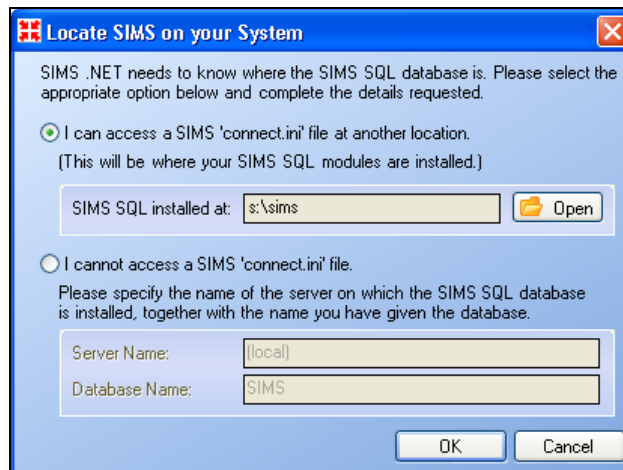 Locate SIMS on your System
SIMS .NET needs to know where the SIMS SQL database is. Please select the
appropriate option below and complete the details requested.
I can access a SIMS 'connect.ini' file at another location.
(This will be where your SIMS SQL modules are installed.)
SIMS SQL installed at: s:\sims Open
I cannot access a SIMS 'connect.ini' file.
Please specify the name of the server on which the SIMS SQL database
is installed, together with the name you have given the database.
Server Name: (local)
Database Name: SIMS
OK Cancel